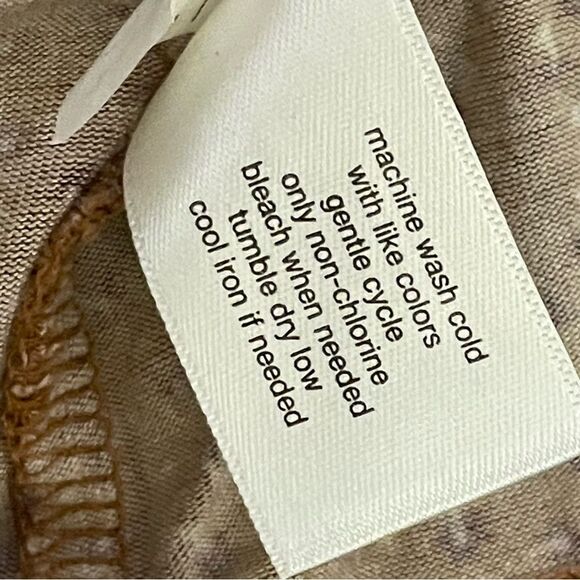 machine wash cold
with like colors
gentle cycle
only non-chlorine
bleach when needed
tumble dry low
cool iron if needed